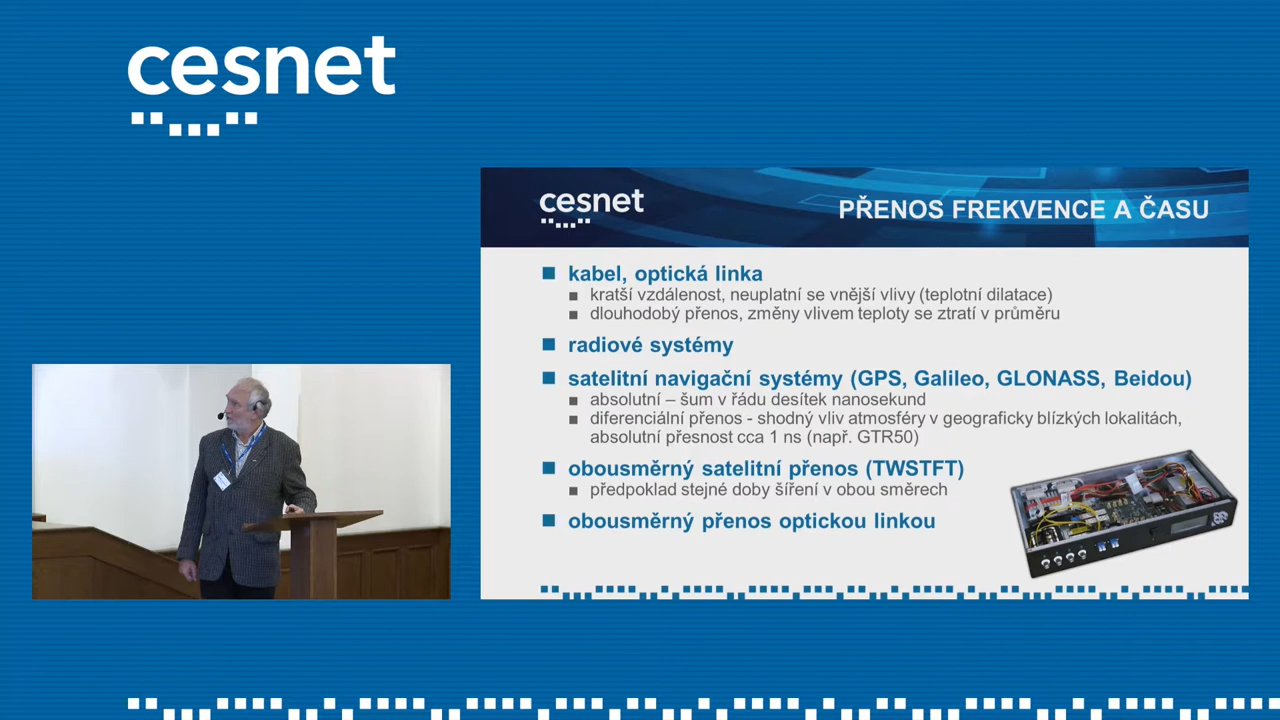 cesnet
cesnet
PŘENOS FREKVENCE A ČASU
kabel, optická linka
kratší vzdálenost, neuplatní se vnější vlivy (teplotní dilatace)
dlouhodobý přenos, změny vlivem teploty se ztratí v průměru
radiové systémy
satelitní navigační systémy (GPS, Galileo, GLONASS, Beidou)
absolutní – šum v řádu desítek nanosekund
diferenciální přenos - shodný vliv atmosféry v geograficky blízkých lokalitách,
absolutní přesnost cca 1 ns (např. GTR50)
obousměrný satelitní přenos (TWSTFT)
předpoklad stejné doby šíření v obou směrech
obousměrný přenos optickou linkou